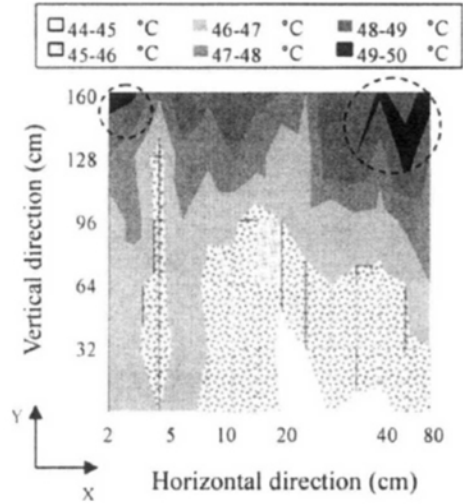 44-45 °C 46-47 °C 48-49 °C
45-46 °C 47-48 °C 49-50 °C
160
128
96
64
32
Vertical direction (cm)
Y
X
2 5 10 20 40 80
Horizontal direction (cm)